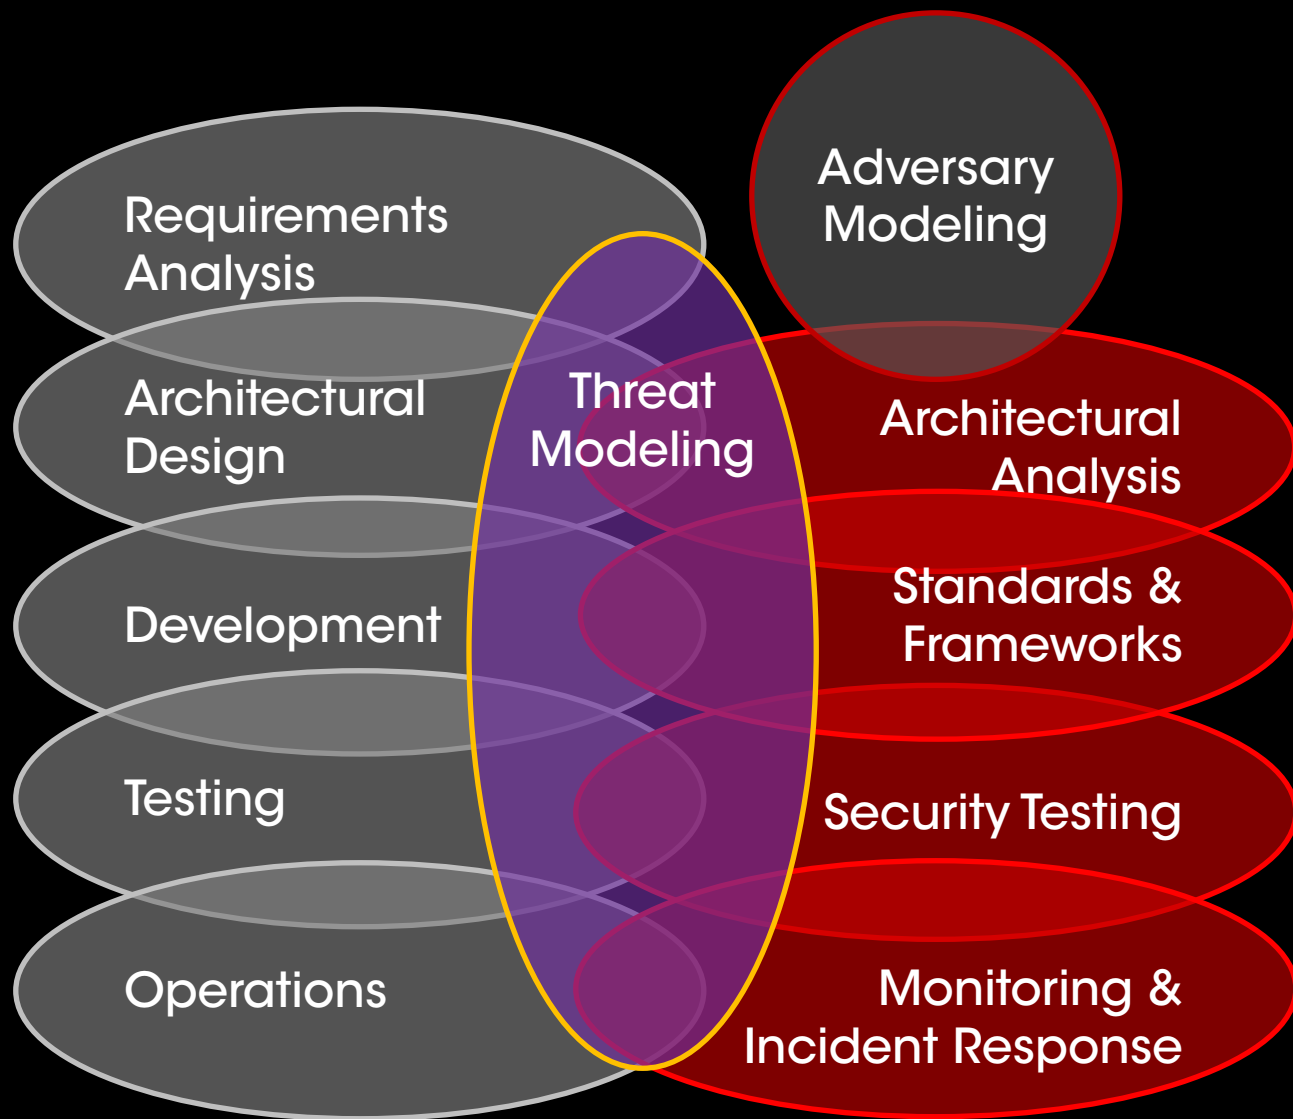 Requirements
Analysis
Architectural
Design
Development
Testing
Operations
Threat
Modeling
Adversary
Modeling
Architectural
Analysis
Standards &
Frameworks
Security Testing
Monitoring &
Incident Response